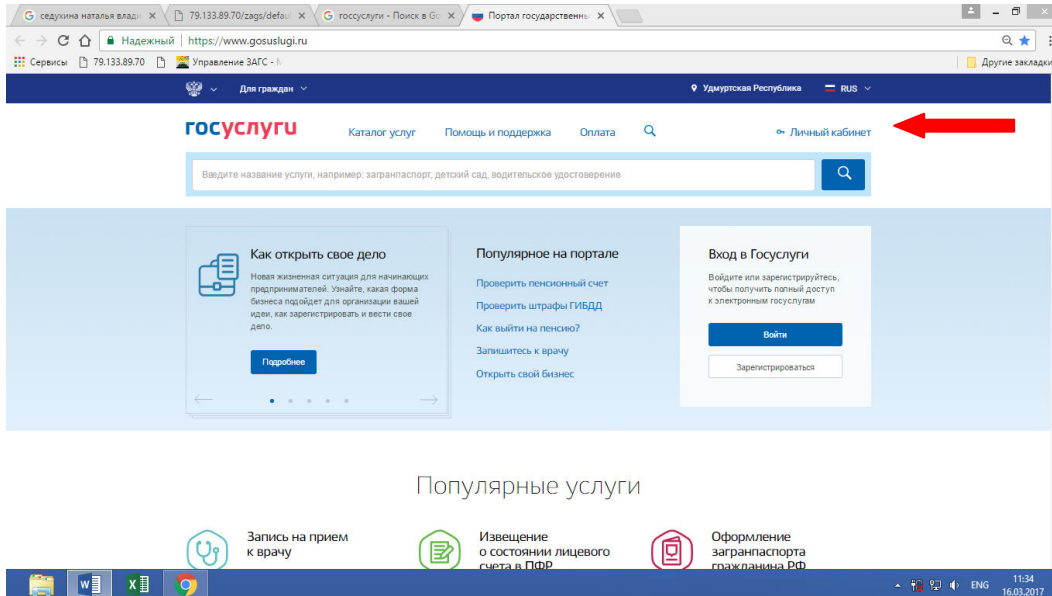 седухина наталья влади
79.133.89.70/zags/defaul
госсуслуги - Поиск в Go
Портал государственны
Надежный | https://www.gosuslugi.ru
Сервисы 79.133.89.70 Управление ЗАГС - М Другие закладки
Для граждан Удмуртская Республика RUS
госуслуги Каталог услуг Помощь и поддержка Оплата Личный кабинет
Введите название услуги, например: загранпаспорт, детский сад, водительское удостоверение
Как открыть свое дело
Новая жизненная ситуация для начинающих
предпринимателей. Узнайте, какая форма
бизнеса подойдет для организации вашей
идеи, как зарегистрировать и вести свое
дело.
Подробнее
Популярное на портале
Проверить пенсионный счет
Проверить штрафы ГИБДД
Как выйти на пенсию?
Запишитесь к врачу
Открыть свой бизнес
Вход в Госуслуги
Войдите или зарегистрируйтесь,
чтобы получить полный доступ
к электронным госуслугам
Войти
Зарегистрироваться
Популярные услуги
Запись на прием
к врачу
Извещение
о состоянии лицевого
счета в ПФР
Оформление
загранпаспорта
гражданина РФ
ENG 11:34
16.03.2017